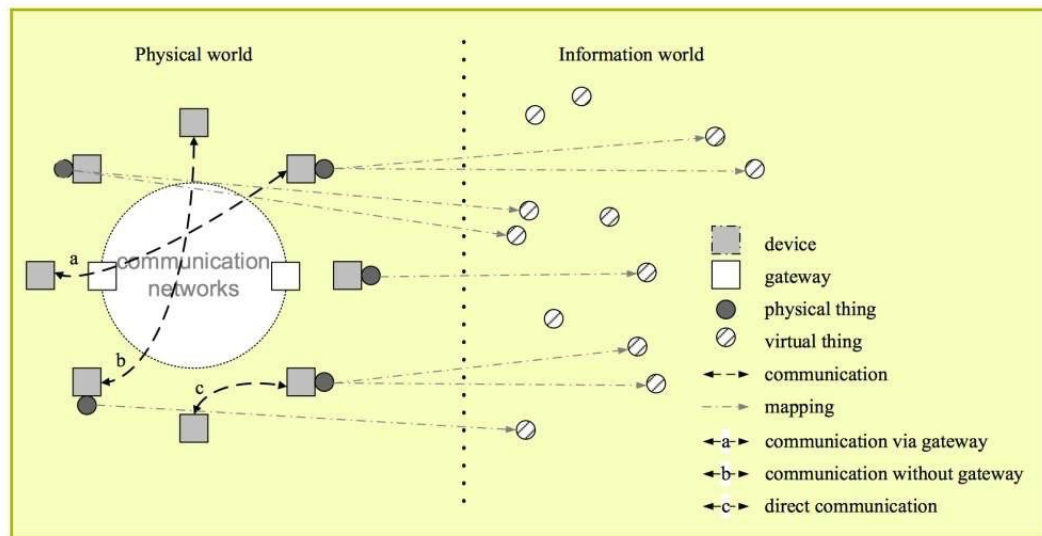 Physical world
Information world
a
communication
networks
b
c
device
gateway
physical thing
virtual thing
communication
mapping
a communication via gateway
b communication without gateway
c direct communication